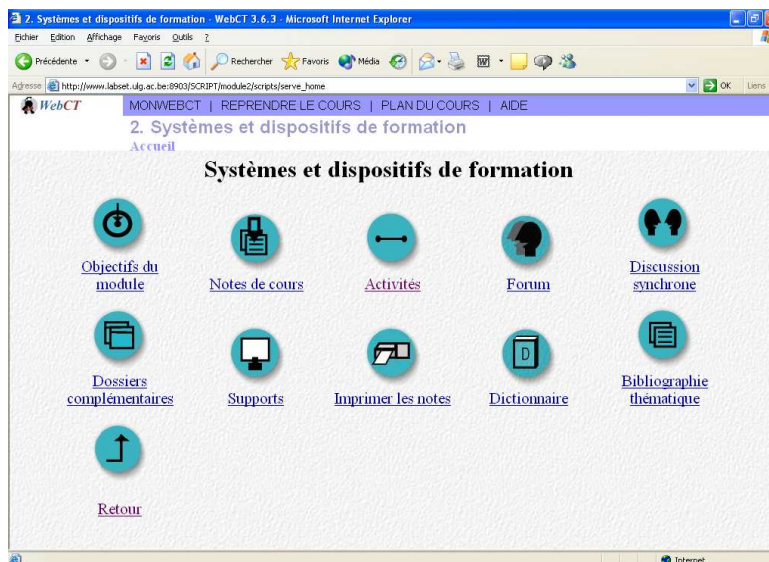 2. Systèmes et dispositifs de formation - WebCT 3.6.3 - Microsoft Internet Explorer
Fichier Edition Affichage Favoris Outils ?
Précédente Rechercher Favoris Média
Adresse http://www.labset.ulg.ac.be:8903/SCRIPT/module2/scripts/serve_home OK Liens
WebCT MONWEBCT | REPRENDRE LE COURS | PLAN DU COURS | AIDE
2. Systèmes et dispositifs de formation
Accueil
Systèmes et dispositifs de formation
Objectifs du module
Notes de cours
Activités
Forum
Discussion synchrone
Dossiers complémentaires
Supports
Imprimer les notes
D
Dictionnaire
Bibliographie thématique
Retour
Internet